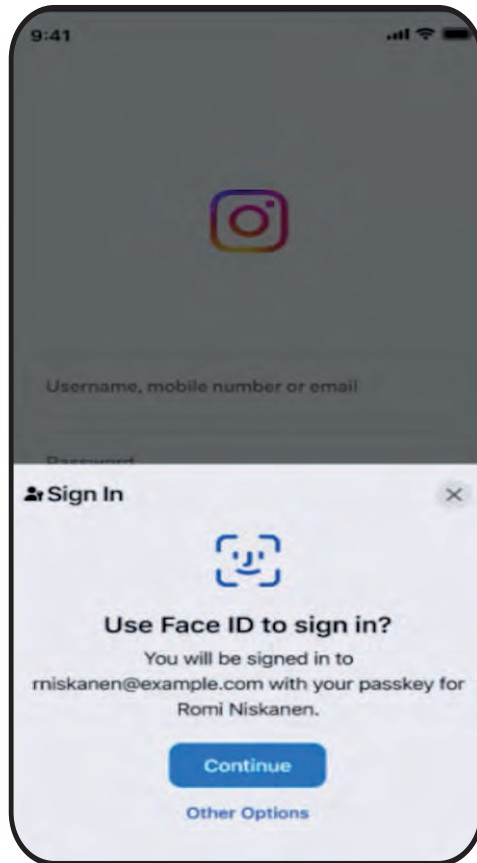 9:41
Username, mobile number or email
Password
Sign In
Use Face ID to sign in?
You will be signed in to
rniskanen@example.com with your passkey for
Romi Niskanen.
Continue
Other Options